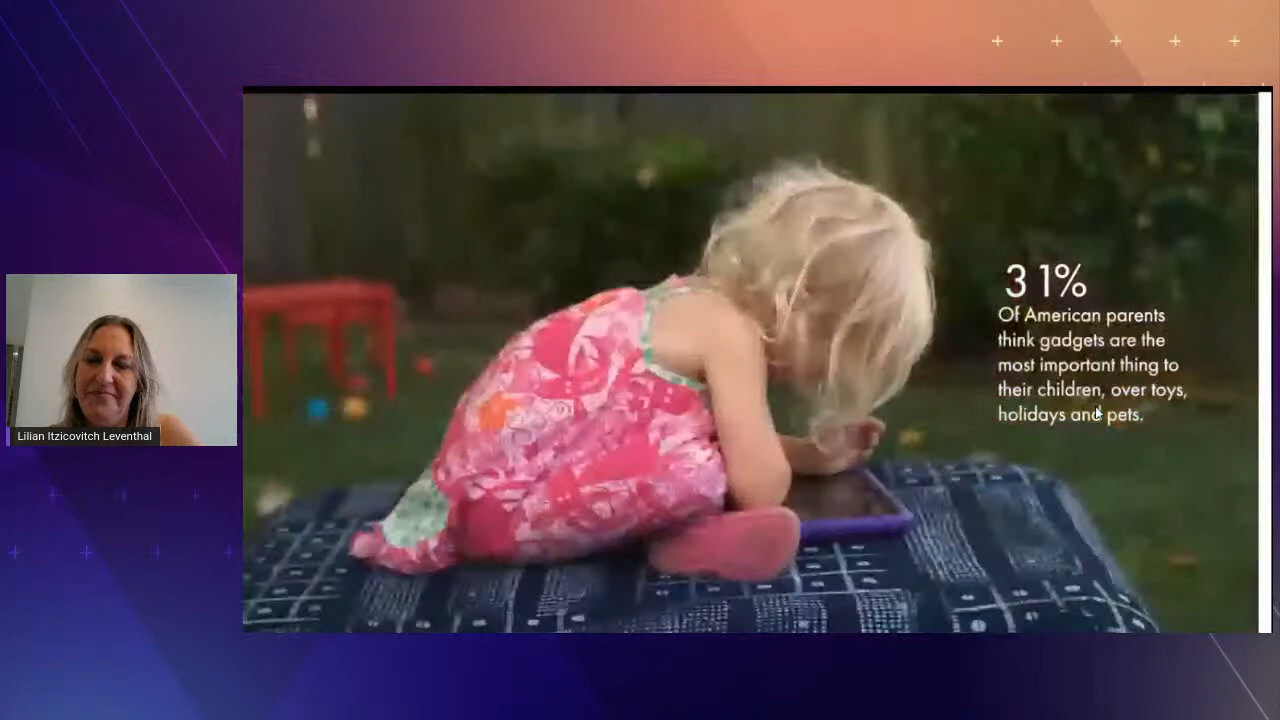 31%
Of American parents
think gadgets are the
most important thing to
their children, over toys,
holidays and pets.
Lilian Itzicovitch Leventhal